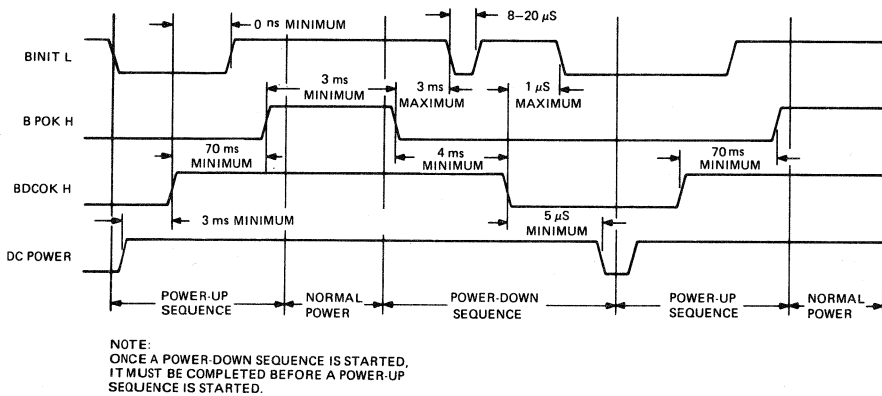 0 ns MINIMUM
8–20 μS
BINIT L
3 ms
MINIMUM
3 ms
MAXIMUM
1 μS
MAXIMUM
B POK H
70 ms
MINIMUM
4 ms
MINIMUM
70 ms
MINIMUM
BDCOK H
3 ms MINIMUM
5 μS
MINIMUM
DC POWER
POWER-UP
SEQUENCE
NORMAL
POWER
POWER-DOWN
SEQUENCE
POWER-UP
SEQUENCE
NORMAL
POWER
NOTE:
ONCE A POWER-DOWN SEQUENCE IS STARTED,
IT MUST BE COMPLETED BEFORE A POWER-UP
SEQUENCE IS STARTED.